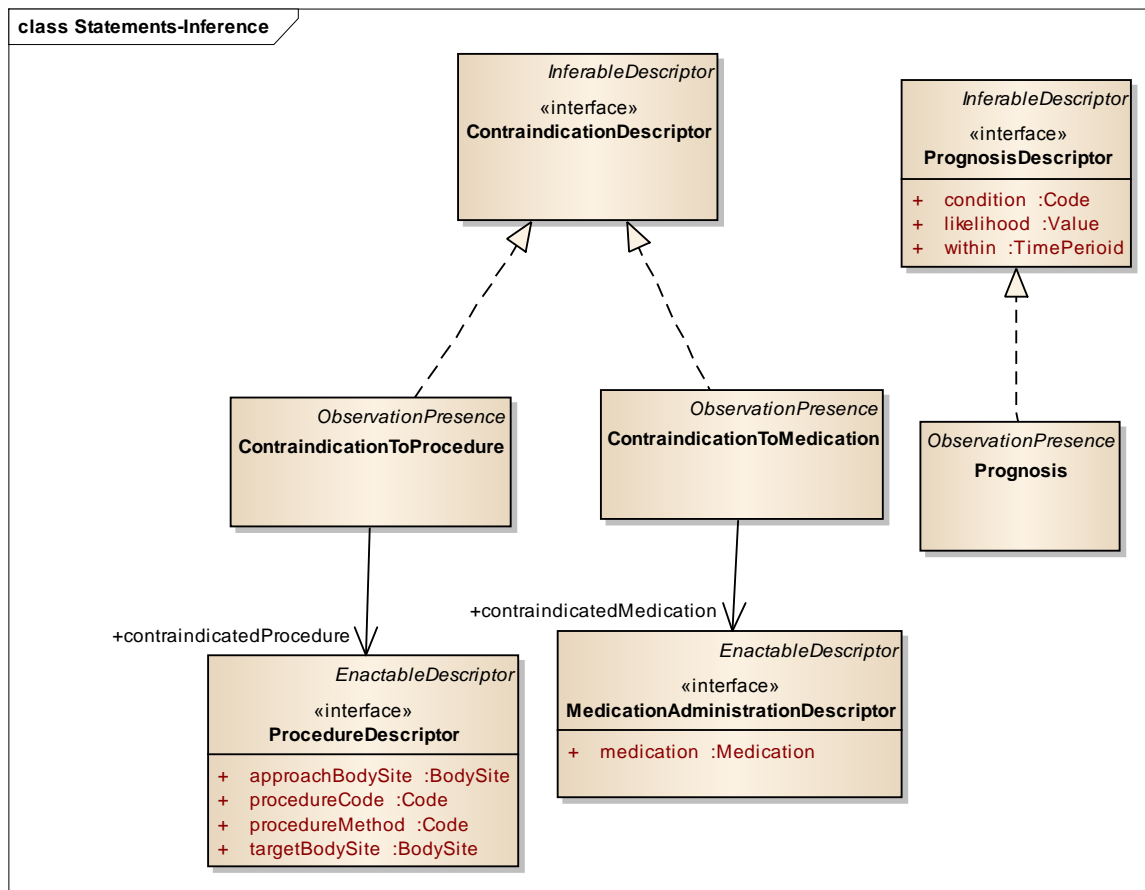 class Statements-Inference
InferableDescriptor
«interface»
ContraindicationDescriptor
InferableDescriptor
«interface»
PrognosisDescriptor
+ condition :Code
+ likelihood :Value
+ within :TimePerioid
ObservationPresence
ContraindicationToProcedure
ObservationPresence
ContraindicationToMedication
ObservationPresence
Prognosis
+contraindicatedProcedure
+contraindicatedMedication
EnactableDescriptor
«interface»
ProcedureDescriptor
+ approachBodySite :BodySite
+ procedureCode :Code
+ procedureMethod :Code
+ targetBodySite :BodySite
EnactableDescriptor
«interface»
MedicationAdministrationDescriptor
+ medication :Medication